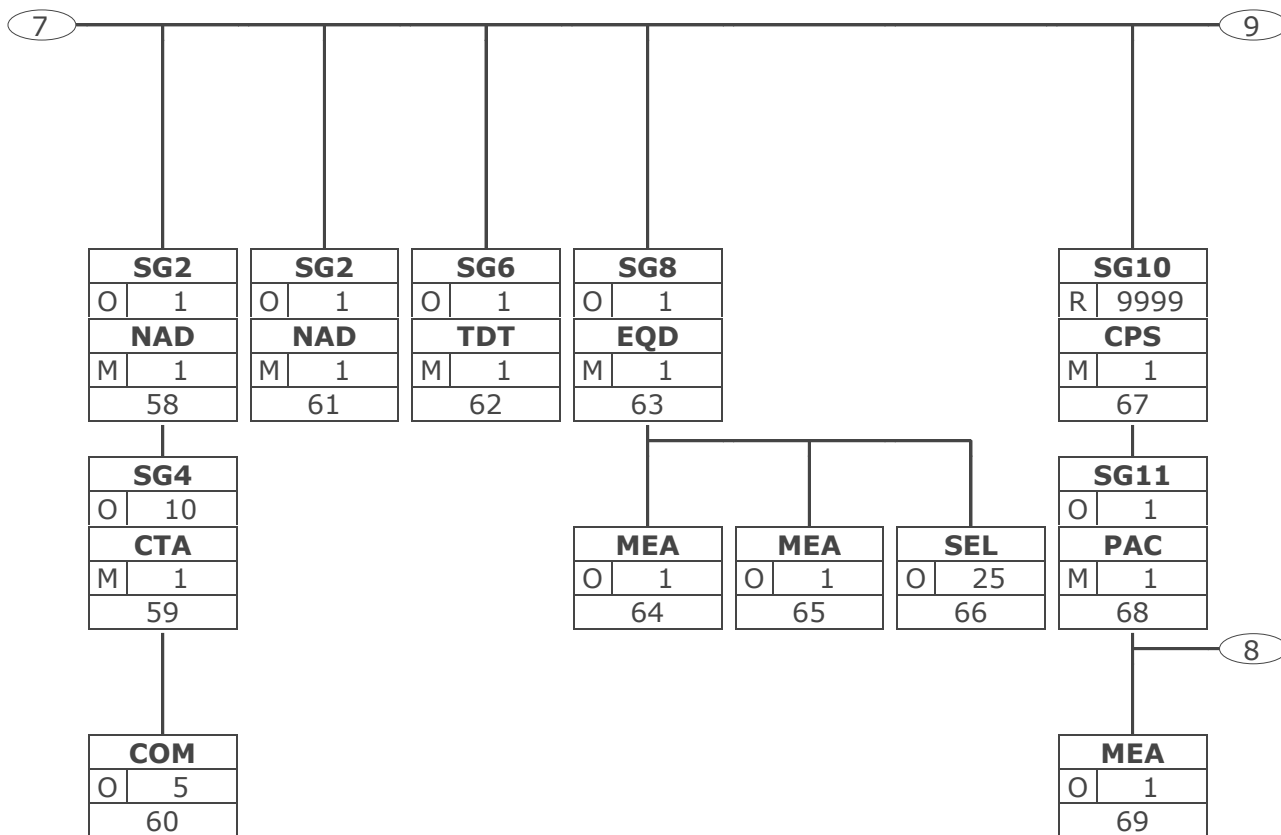 7 9
SG2 SG2 SG6 SG8 SG10
O 1 O 1 O 1 O 1 R 9999
NAD NAD TDT EQD CPS
M 1 M 1 M 1 M 1 M 1
58 61 62 63 67
SG4 SG11
O 10 O 1
CTA MEA MEA SEL PAC
M 1 O 1 O 1 O 25 M 1
59 64 65 66 68
8
COM MEA
O 5 O 1
60 69